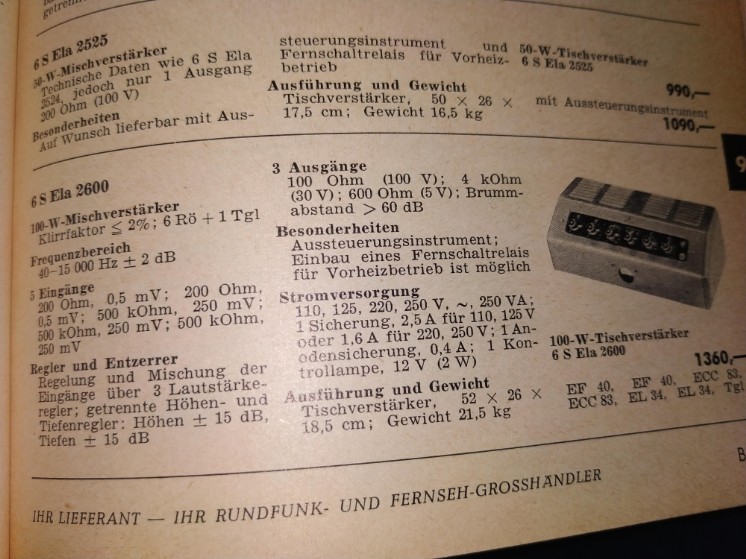 6 S Ela 2525
50-W-Mischverstärker
Technische Daten wie 6 S Ela
2524, jedoch nur 1 Ausgang
200 Ohm (100 V)
Besonderheiten
Auf Wunsch lieferbar mit Aus-
steuerungsinstrument und
Fernschaltrelais für Vorheiz-
betrieb
Ausführung und Gewicht
Tischverstärker, 50 × 26 ×
17,5 cm; Gewicht 16,5 kg
50-W-Tischverstärke
6 S Ela 2525
990,—
mit Aussteuerungsinstrument
1090,—
6 S Ela 2600
100-W-Mischverstärker
Klirrfaktor ≦ 2%; 6 Rö + 1 Tgl
Frequenzbereich
40-15 000 Hz ± 2 dB
5 Eingänge
200 Ohm, 0,5 mV; 200 Ohm,
0,5 mV; 500 kOhm, 250 mV;
500 kOhm, 250 mV; 500 kOhm,
250 mV
Regler und Entzerrer
Regelung und Mischung der
Eingänge über 3 Lautstärke-
regler; getrennte Höhen- und
Tiefenregler: Höhen ± 15 dB,
Tiefen ± 15 dB
3 Ausgänge
100 Ohm (100 V); 4 kOhm
(30 V); 600 Ohm (5 V); Brumm-
abstand > 60 dB
Besonderheiten
Aussteuerungsinstrument;
Einbau eines Fernschaltrelais
für Vorheizbetrieb ist möglich
Stromversorgung
110, 125, 220, 250 V, ~, 250 VA;
1 Sicherung, 2,5 A für 110, 125 V
oder 1,6 A für 220, 250 V; 1 An-
odensicherung, 0,4 A; 1 Kon-
trollampe, 12 V (2 W)
Ausführung und Gewicht
Tischverstärker, 52 × 26 ×
18,5 cm; Gewicht 21,5 kg
100-W-Tischverstärke
6 S Ela 2600
1360,—
EF 40, EF 40, ECC 83,
ECC 83, EL 34, EL 34, Tgl
9
B
IHR LIEFERANT — IHR RUNDFUNK- UND FERNSEH-GROSSHÄNDLER